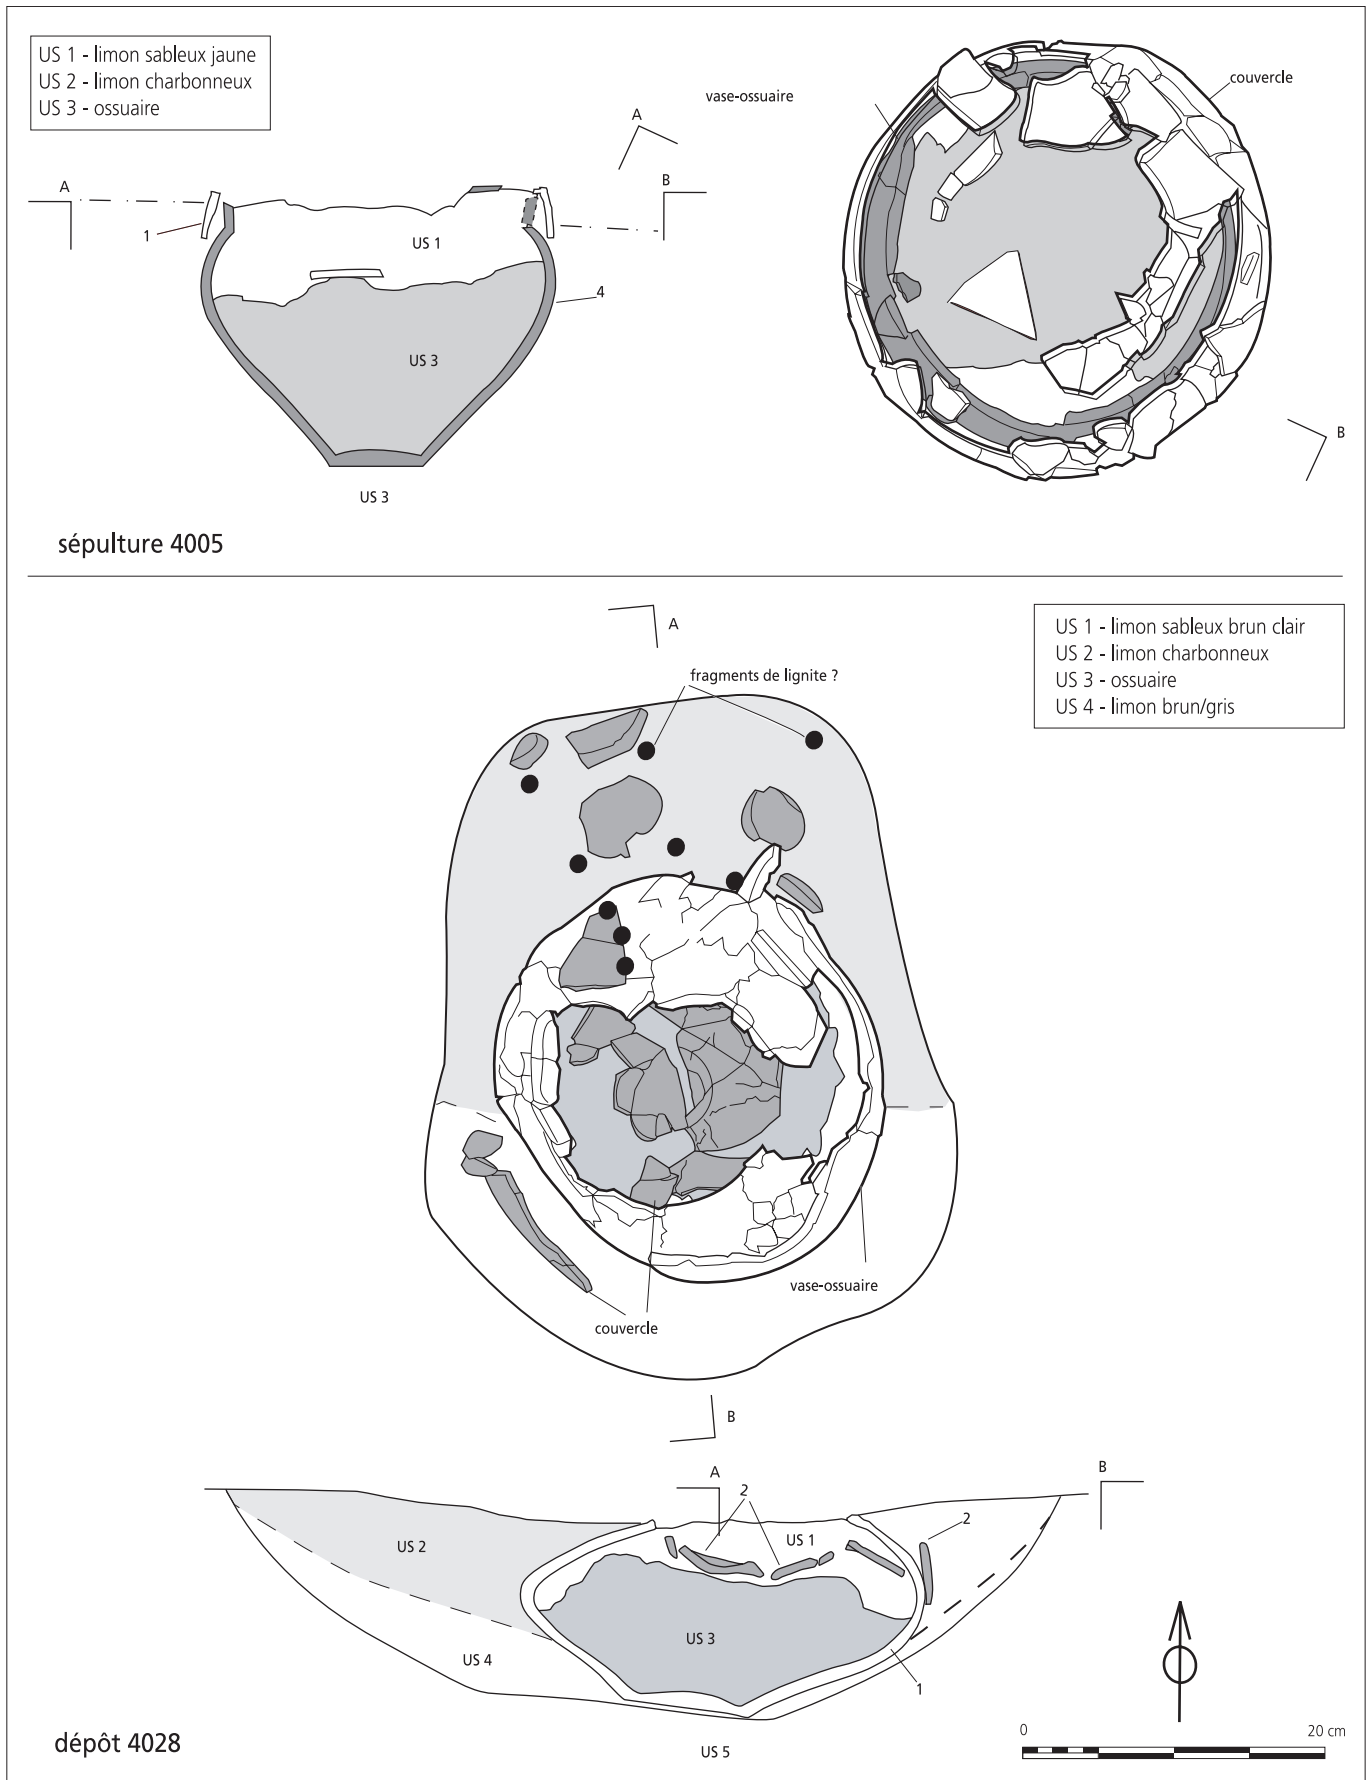 US 1 - limon sableux jaune
US 2 - limon charbonneux
US 3 - ossuaire
vase-ossuaire
couvercle
A
A
B
1
US 1
4
US 3
B
US 3
sépulture 4005
A
US 1 - limon sableux brun clair
US 2 - limon charbonneux
US 3 - ossuaire
US 4 - limon brun/gris
fragments de lignite ?
vase-ossuaire
couvercle
B
A
B
2
2
US 1
US 2
US 3
US 4
1
dépôt 4028
US 5
0
20 cm